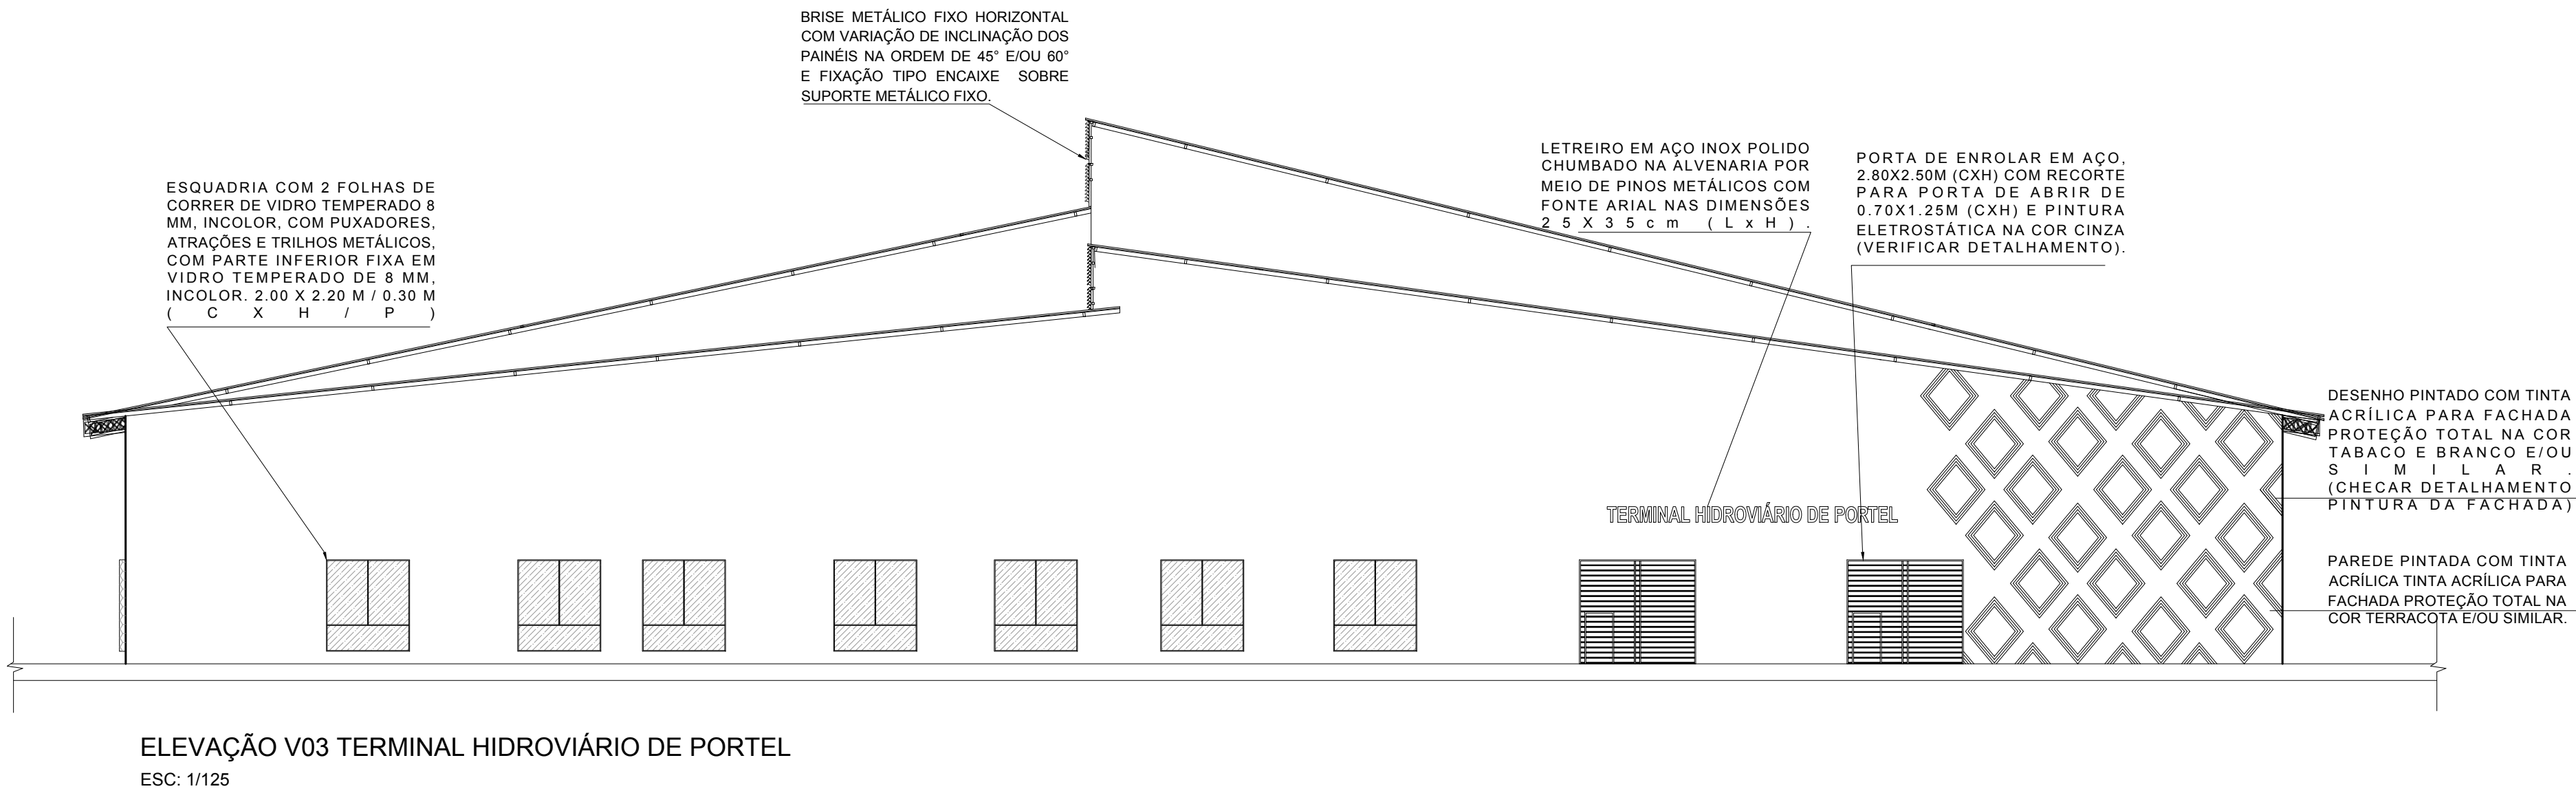 BRISE METÁLICO FIXO HORIZONTAL
COM VARIAÇÃO DE INCLINAÇÃO DOS
PAINÉIS NA ORDEM DE 45° E/OU 60°
E FIXAÇÃO TIPO ENCAIXE SOBRE
SUPORTE METÁLICO FIXO.
ESQUADRIA COM 2 FOLHAS DE
CORRER DE VIDRO TEMPERADO 8
MM, INCOLOR, COM PUXADORES,
ATRAÇÕES E TRILHOS METÁLICOS,
COM PARTE INFERIOR FIXA EM
VIDRO TEMPERADO DE 8 MM,
INCOLOR. 2.00 X 2.20 M / 0.30 M
( C X H / P )
LETREIRO EM AÇO INOX POLIDO
CHUMBADO NA ALVENARIA POR
MEIO DE PINOS METÁLICOS COM
FONTE ARIAL NAS DIMENSÕES
25X35cm (LxH).
PORTA DE ENROLAR EM AÇO,
2.80X2.50M (CXH) COM RECORTE
PARA PORTA DE ABRIR DE
0.70X1.25M (CXH) E PINTURA
ELETROSTÁTICA NA COR CINZA
(VERIFICAR DETALHAMENTO).
DESENHO PINTADO COM TINTA
ACRÍLICA PARA FACHADA
PROTEÇÃO TOTAL NA COR
TABACO E BRANCO E/OU
SIMILAR.
(CHECAR DETALHAMENTO
PINTURA DA FACHADA)
TERMINAL HIDROVIÁRIO DE PORTEL
PAREDE PINTADA COM TINTA
ACRÍLICA TINTA ACRÍLICA PARA
FACHADA PROTEÇÃO TOTAL NA
COR TERRACOTA E/OU SIMILAR.
ELEVAÇÃO V03 TERMINAL HIDROVIÁRIO DE PORTEL
ESC: 1/125